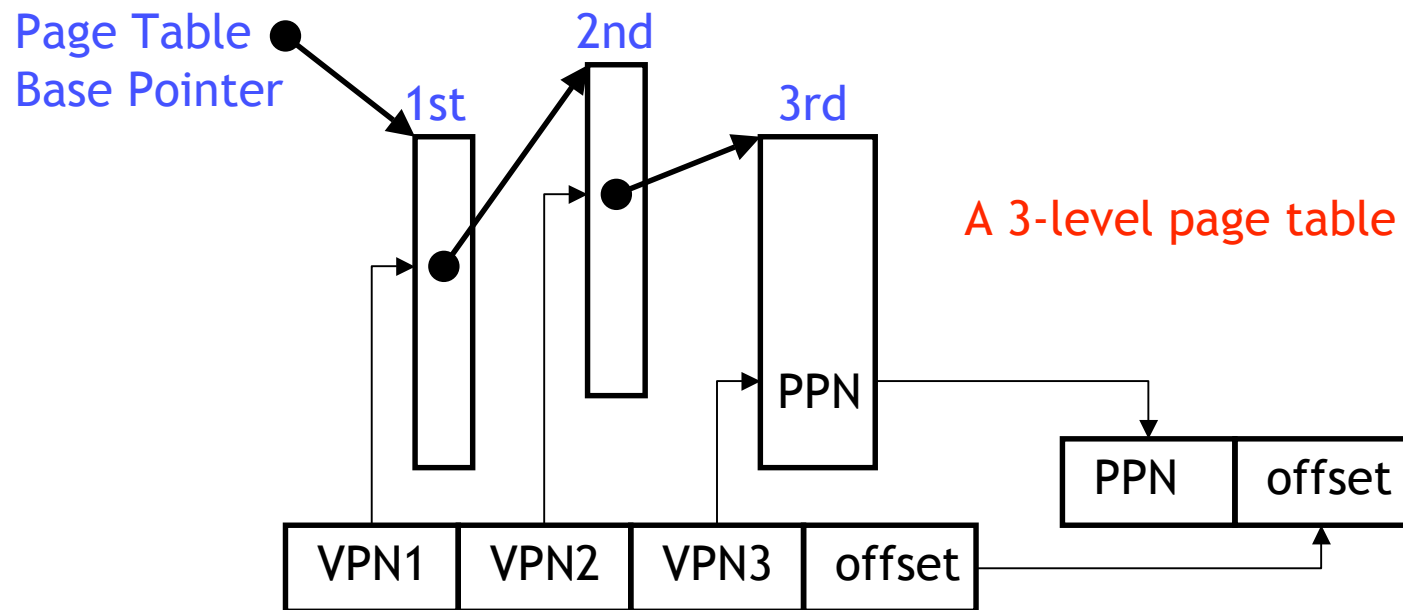 Page Table
Base Pointer
1st
2nd
3rd
A 3-level page table
PPN
PPN offset
VPN1 VPN2 VPN3 offset